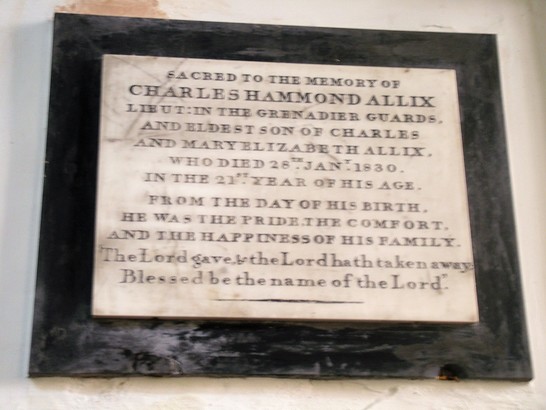 SACRED TO THE MEMORY OF
CHARLES HAMMOND ALLIX
LIEUT: IN THE GRENADIER GUARDS,
AND ELDEST SON OF CHARLES
AND MARY ELIZABETH ALLIX,
WHO DIED 28TH JANY 1830,
IN THE 21ST YEAR OF HIS AGE.
FROM THE DAY OF HIS BIRTH,
HE WAS THE PRIDE, THE COMFORT,
AND THE HAPPINESS OF HIS FAMILY.
"The Lord gave, & the Lord hath taken away
Blessed be the name of the Lord".